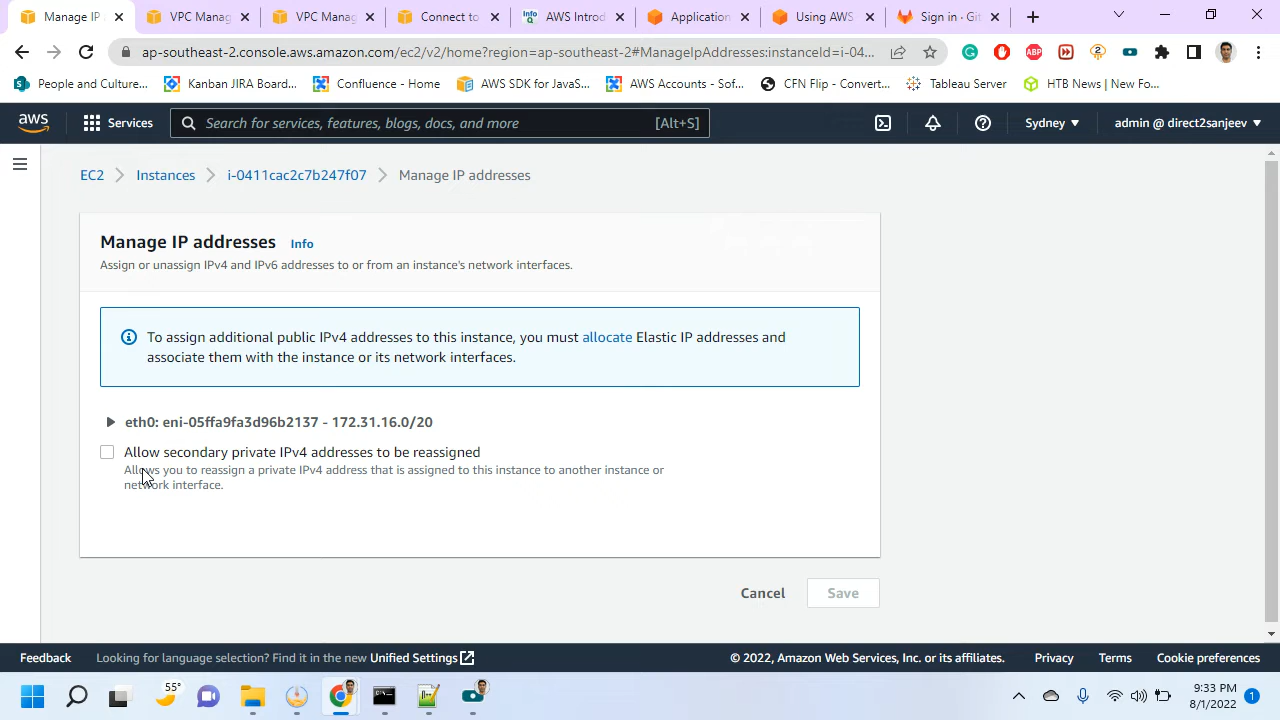 Manage IP a
VPC Manag
VPC Manag
Connect to
Info
AWS Introd
Application
Using AWS
Sign in · Git
ap-southeast-2.console.aws.amazon.com/ec2/v2/home?region=ap-southeast-2#ManageIpAddresses:instanceId=i-04...
ABP
People and Culture...
Kanban JIRA Board...
Confluence - Home
AWS SDK for JavaS...
AWS Accounts - Sof...
CFN Flip - Convert...
Tableau Server
HTB News | New Fo...
aws
Services
Search for services, features, blogs, docs, and more
[Alt+S]
Sydney
admin @ direct2sanjeev
EC2
Instances
i-0411cac2c7b247f07
Manage IP addresses
Manage IP addresses
Info
Assign or unassign IPv4 and IPv6 addresses to or from an instance's network interfaces.
To assign additional public IPv4 addresses to this instance, you must allocate Elastic IP addresses and
associate them with the instance or its network interfaces.
eth0: eni-05ffa9fa3d96b2137 - 172.31.16.0/20
Allow secondary private IPv4 addresses to be reassigned
Allows you to reassign a private IPv4 address that is assigned to this instance to another instance or
network interface.
Cancel
Save
Feedback
Looking for language selection? Find it in the new Unified Settings
© 2022, Amazon Web Services, Inc. or its affiliates.
Privacy
Terms
Cookie preferences
55°
9:33 PM
8/1/2022
1